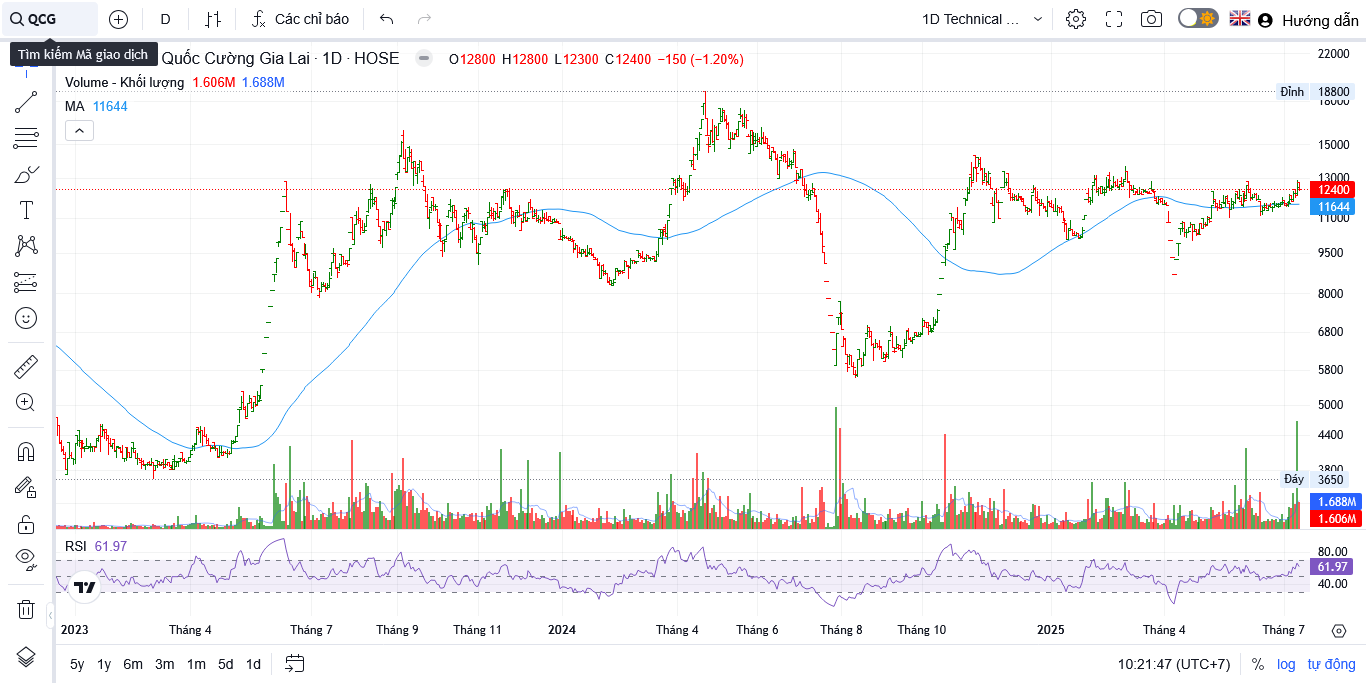 QCG
D
Các chỉ báo
1D Technical ...
Hướng dẫn
Tìm kiếm Mã giao dịch
Quốc Cường Gia Lai · 1D · HOSE
O12800 H12800 L12300 C12400 −150 (−1.20%)
Volume - Khối lượng 1.606M 1.688M
MA 11644
22000
Đỉnh 18800
18000
15000
13000
12400
11644
11000
9500
8000
6800
5800
5000
4400
3800
Đáy 3650
1.688M
1.606M
RSI 61.97
80.00
61.97
40.00
2023 Tháng 4 Tháng 7 Tháng 9 Tháng 11 2024 Tháng 4 Tháng 6 Tháng 8 Tháng 10 2025 Tháng 4 Tháng 7
5y 1y 6m 3m 1m 5d 1d
10:21:47 (UTC+7) % log tự động